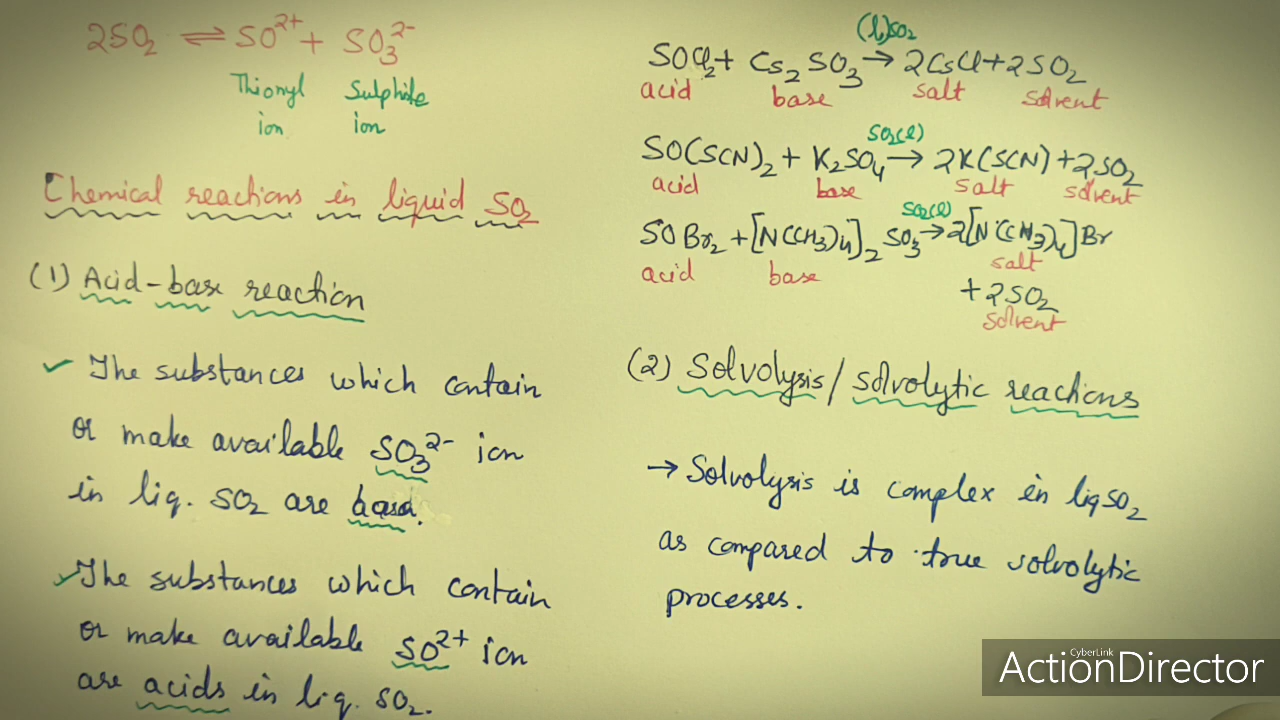 2SO₂ ⇌ SO²⁺ + SO₃²⁻
Thionyl Sulphite
ion ion
Chemical reactions in liquid SO₂
(1) Acid-base reaction
✓ The substances which contain
or make available SO₃²⁻ ion
in liq. SO₂ are base.
✓ The substances which contain
or make available SO²⁺ ion
are acids in liq. SO₂.
(l)SO₂
SOCl₂ + Cs₂SO₃ → 2CsCl + 2SO₂
acid base salt solvent
SO₂(l)
SO(SCN)₂ + K₂SO₄ → 2K(SCN) + 2SO₂
acid base salt solvent
SO₂(l)
SOBr₂ + [N(CH₃)₄]₂SO₃ → 2[N(CH₃)₄]Br
acid base salt
+ 2SO₂
solvent
(2) Solvolysis / solvolytic reactions
→ Solvolysis is complex in liq SO₂
as compared to true solvolytic
processes.
CyberLink
ActionDirector